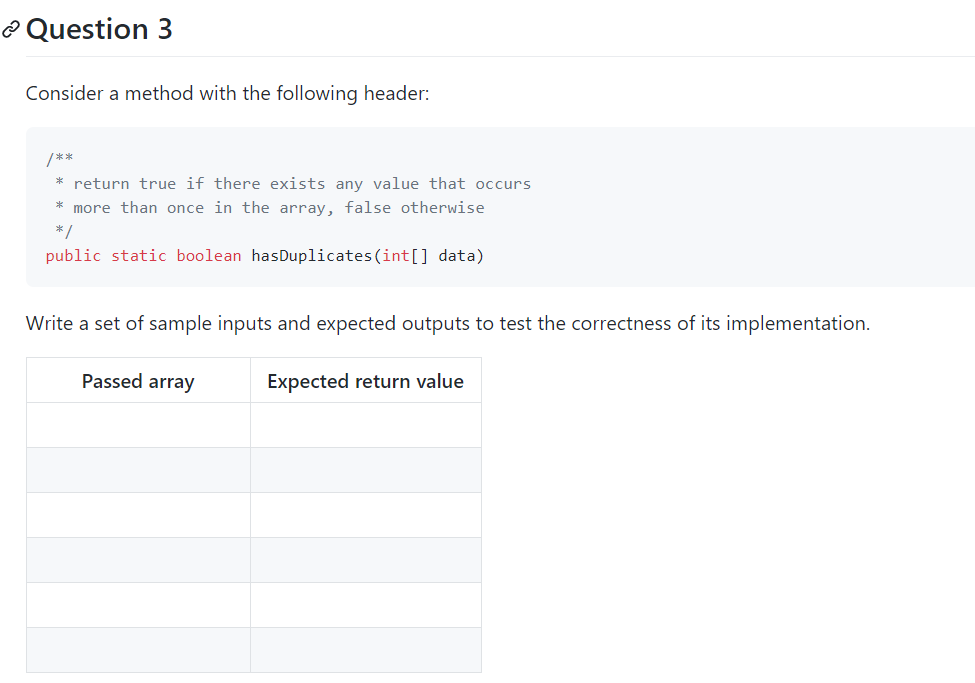 Question 3
Consider a method with the following header:
/**
 * return true if there exists any value that occurs
 * more than once in the array, false otherwise
 */
public static boolean hasDuplicates(int[] data)
Write a set of sample inputs and expected outputs to test the correctness of its implementation.
Passed array Expected return value